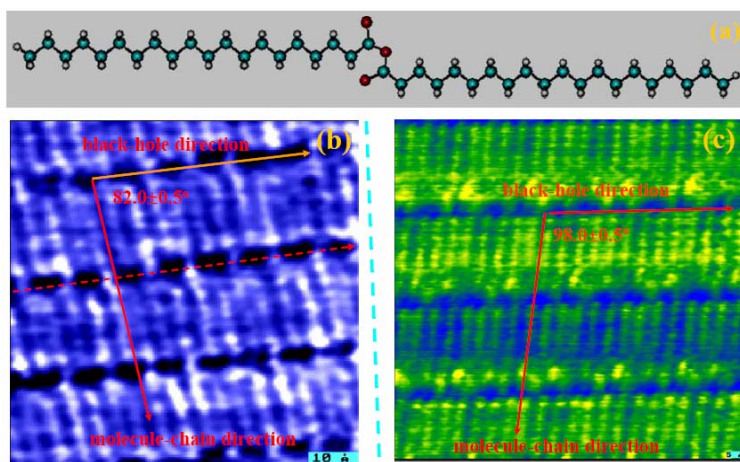 (a)
(b)
black-hole direction
82.0±0.5°
molecule-chain direction
10 Å
(c)
black-hole direction
98.0±0.5°
molecule-chain direction